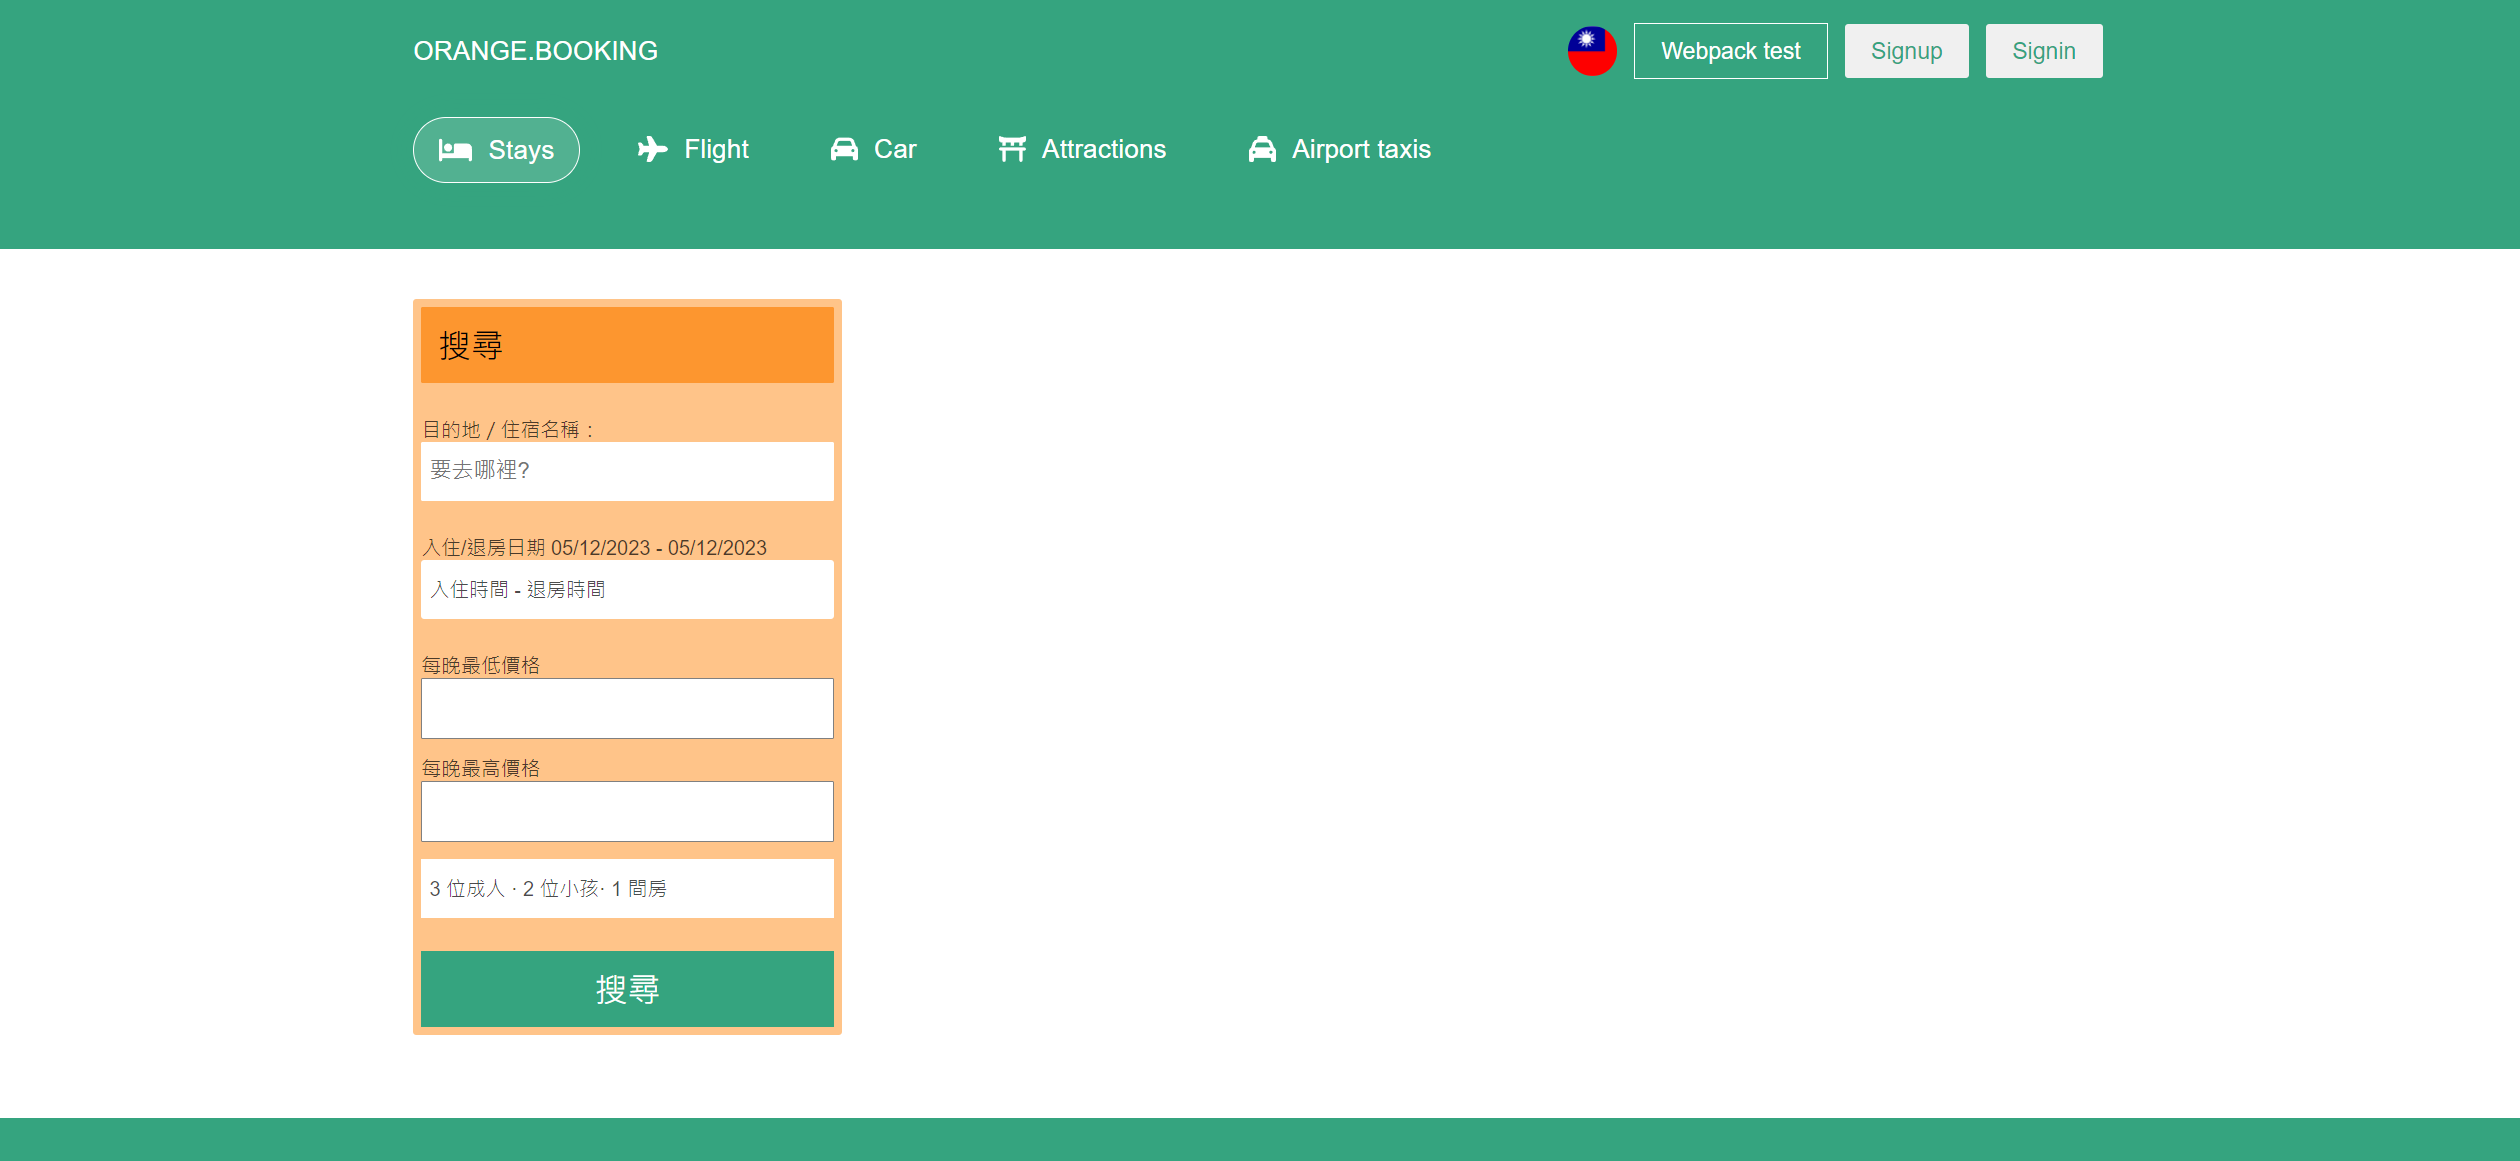 ORANGE.BOOKING
Webpack test
Signup
Signin
Stays
Flight
Car
Attractions
Airport taxis
搜尋
目的地 / 住宿名稱：
要去哪裡?
入住/退房日期 05/12/2023 - 05/12/2023
入住時間 - 退房時間
每晚最低價格
每晚最高價格
3 位成人 · 2 位小孩· 1 間房
搜尋